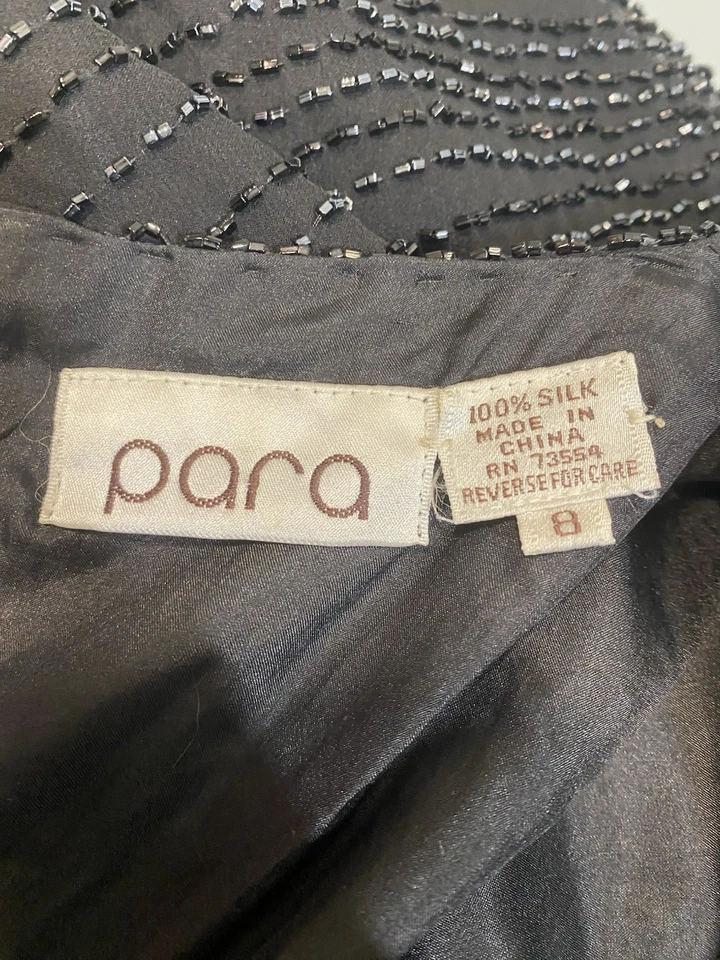 para
100% SILK
MADE IN
CHINA
RN 73554
REVERSE FOR CARE
8